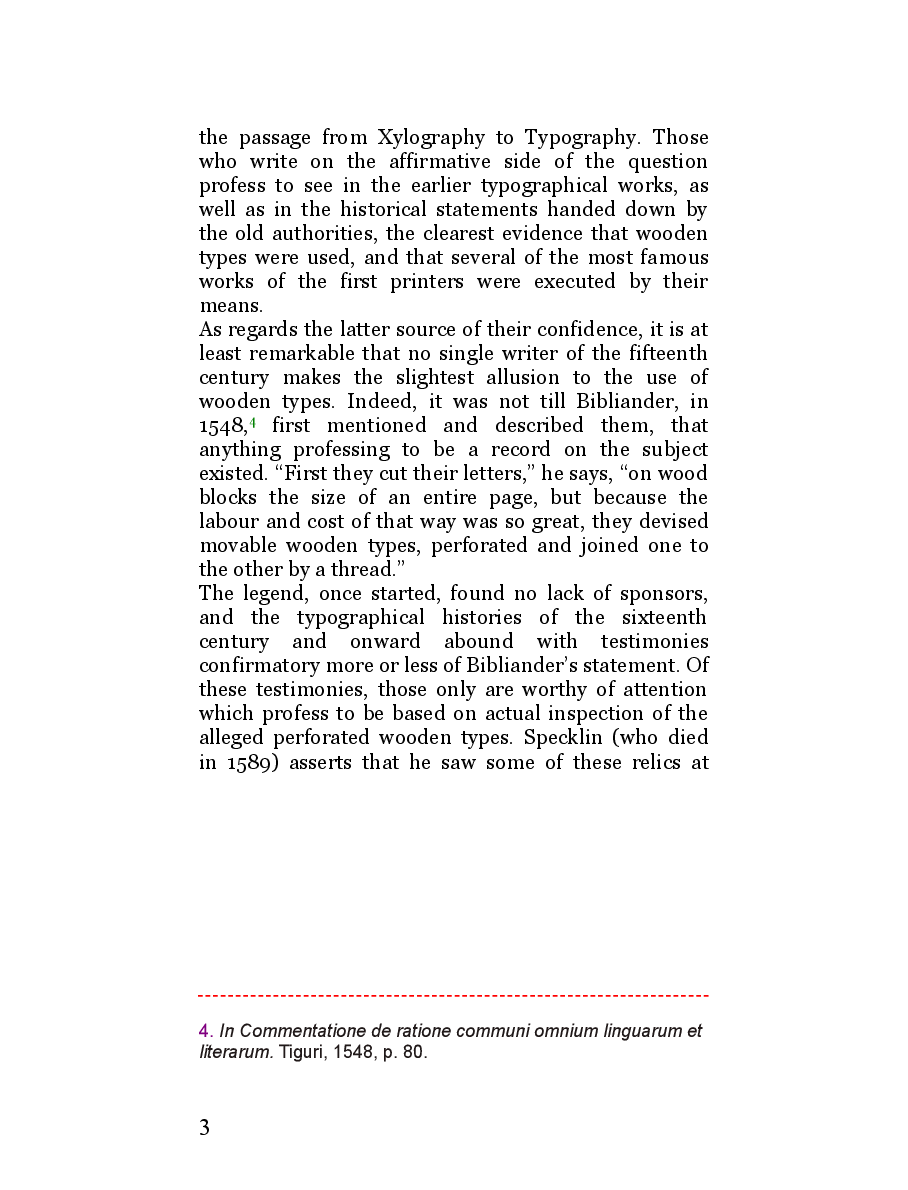 the passage from Xylography to Typography. Those
who write on the affirmative side of the question
profess to see in the earlier typographical works, as
well as in the historical statements handed down by
the old authorities, the clearest evidence that wooden
types were used, and that several of the most famous
works of the first printers were executed by their
means.
As regards the latter source of their confidence, it is at
least remarkable that no single writer of the fifteenth
century makes the slightest allusion to the use of
wooden types. Indeed, it was not till Bibliander, in
1548,4 first mentioned and described them, that
anything professing to be a record on the subject
existed. “First they cut their letters,” he says, “on wood
blocks the size of an entire page, but because the
labour and cost of that way was so great, they devised
movable wooden types, perforated and joined one to
the other by a thread.”
The legend, once started, found no lack of sponsors,
and the typographical histories of the sixteenth
century and onward abound with testimonies
confirmatory more or less of Bibliander’s statement. Of
these testimonies, those only are worthy of attention
which profess to be based on actual inspection of the
alleged perforated wooden types. Specklin (who died
in 1589) asserts that he saw some of these relics at
4. In Commentatione de ratione communi omnium linguarum et
literarum. Tiguri, 1548, p. 80.
3